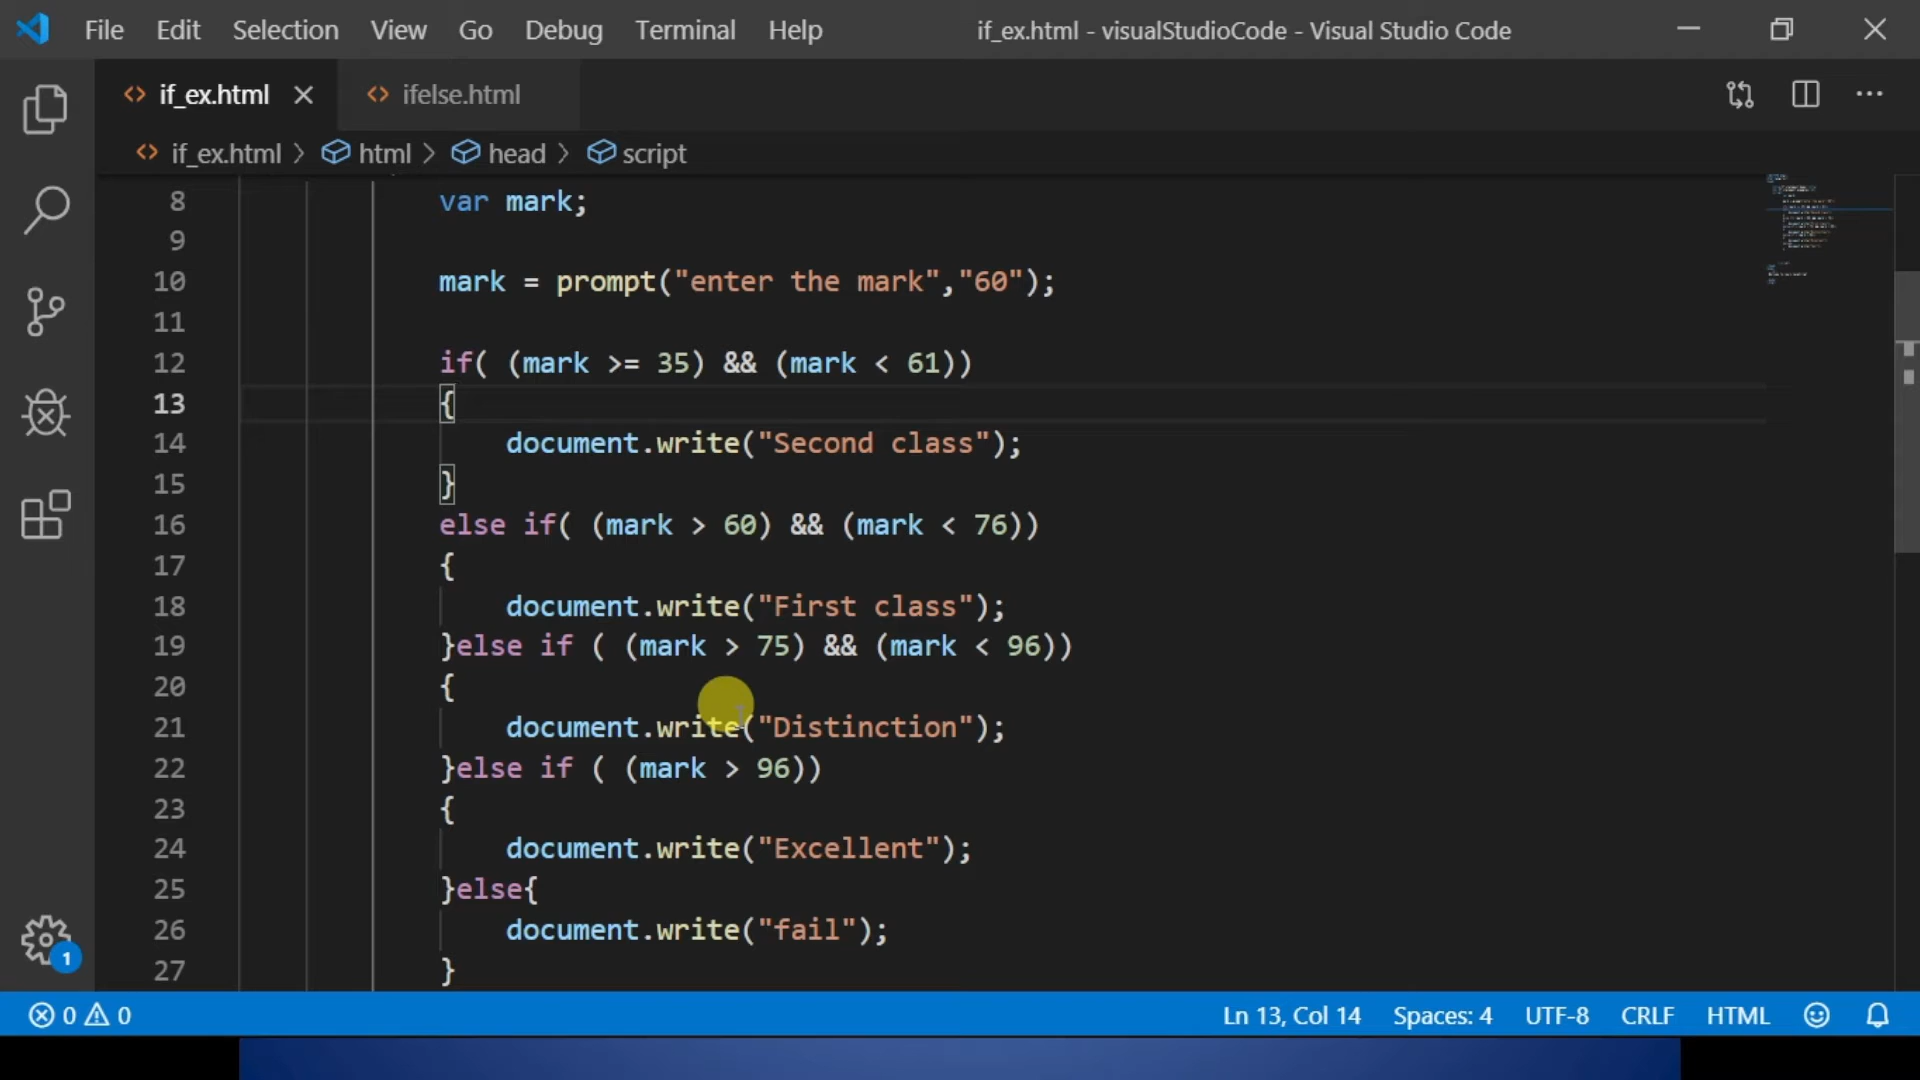 File Edit Selection View Go Debug Terminal Help if_ex.html - visualStudioCode - Visual Studio Code
if_ex.html ifelse.html
if_ex.html > html > head > script
8 var mark;
9
10 mark = prompt("enter the mark","60");
11
12 if( (mark >= 35) && (mark < 61))
13 {
14 document.write("Second class");
15 }
16 else if( (mark > 60) && (mark < 76))
17 {
18 document.write("First class");
19 }else if ( (mark > 75) && (mark < 96))
20 {
21 document.write("Distinction");
22 }else if ( (mark > 96))
23 {
24 document.write("Excellent");
25 }else{
26 document.write("fail");
27 }
1
0 0 Ln 13, Col 14 Spaces: 4 UTF-8 CRLF HTML